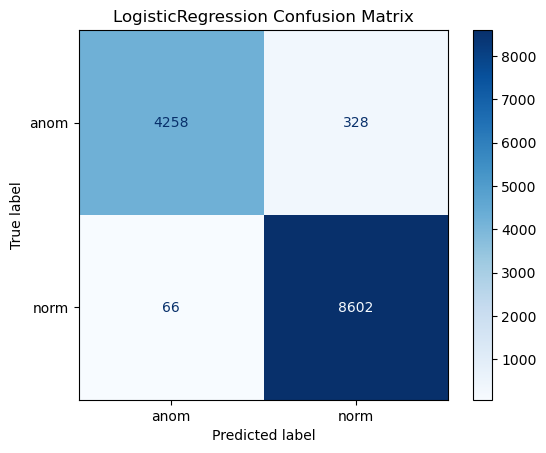 LogisticRegression Confusion Matrix
True label
anom
norm
4258
328
66
8602
anom
norm
Predicted label
8000
7000
6000
5000
4000
3000
2000
1000